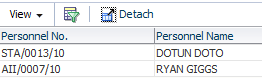 View Detach
Personnel No. Personnel Name
STA/0013/10 DOTUN DOTO
AII/0007/10 RYAN GIGGS